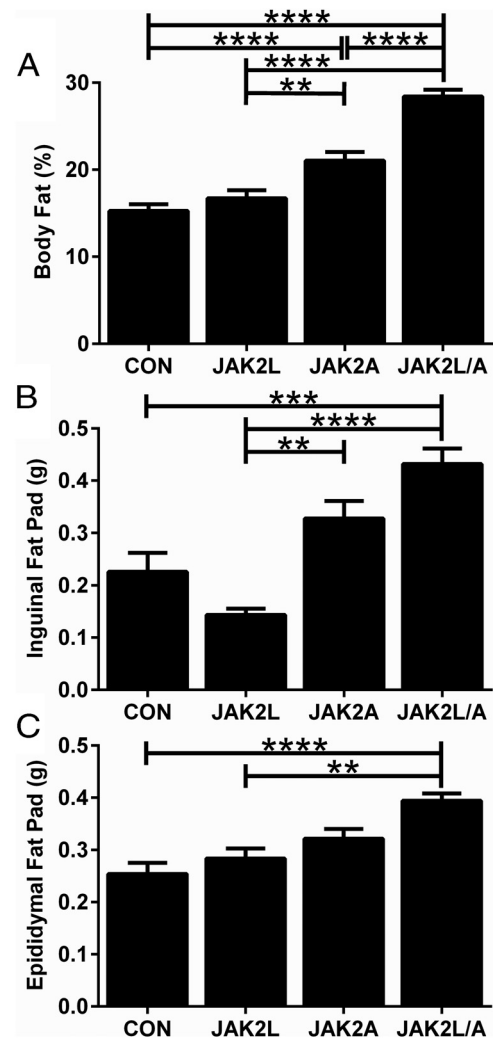 ****
**** ****
****
**
A
30
20
10
0
Body Fat (%)
CON JAK2L JAK2A JAK2L/A
B
***
****
**
0.5
0.4
0.3
0.2
0.1
0.0
Inguinal Fat Pad (g)
CON JAK2L JAK2A JAK2L/A
C
****
**
0.5
0.4
0.3
0.2
0.1
0.0
Epididymal Fat Pad (g)
CON JAK2L JAK2A JAK2L/A